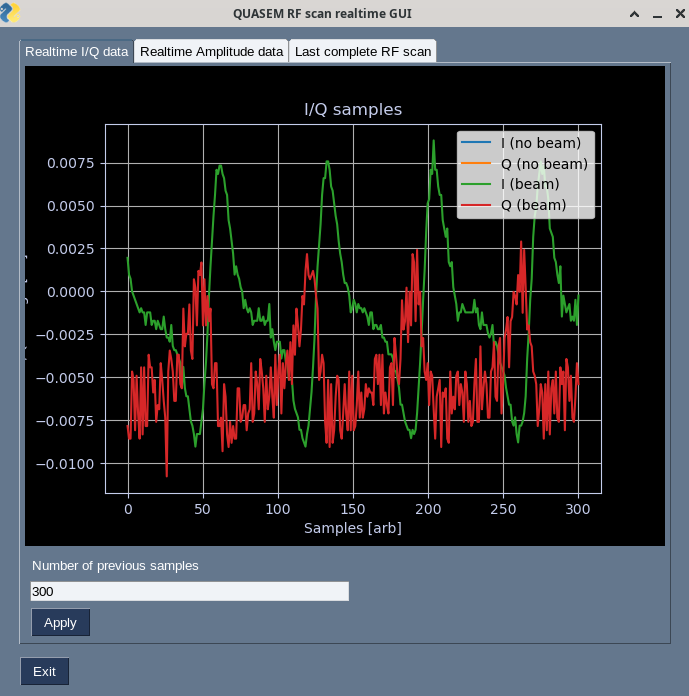 QUASEM RF scan realtime GUI
Realtime I/Q data Realtime Amplitude data Last complete RF scan
I/Q samples
I (no beam)
Q (no beam)
I (beam)
Q (beam)
0.0075
0.0050
0.0025
0.0000
−0.0025
−0.0050
−0.0075
−0.0100
0 50 100 150 200 250 300
Samples [arb]
Number of previous samples
300
Apply
Exit